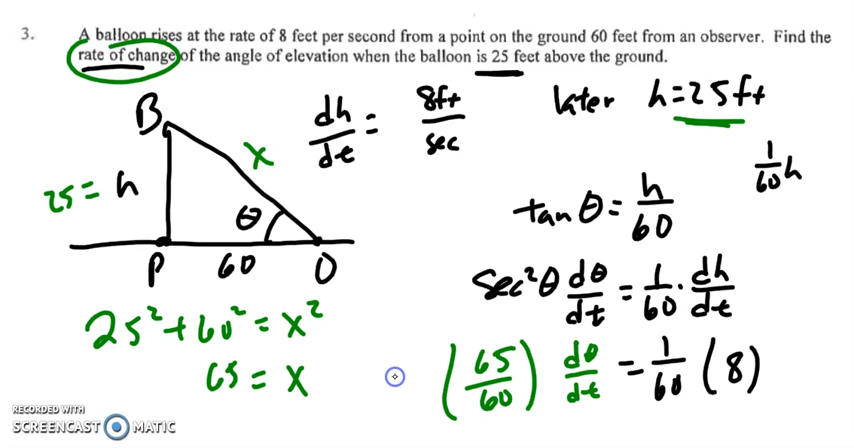 3. A balloon rises at the rate of 8 feet per second from a point on the ground 60 feet from an observer. Find the
rate of change of the angle of elevation when the balloon is 25 feet above the ground.
B
dh/dt = 8ft/sec
later h=25ft
x
25 = h
θ
1/60 h
tan θ = h/60
P 60 O
sec²θ dθ/dt = 1/60 · dh/dt
25² + 60² = x²
65 = x
(65/60) dθ/dt = 1/60 (8)
RECORDED WITH
SCREENCAST MATIC